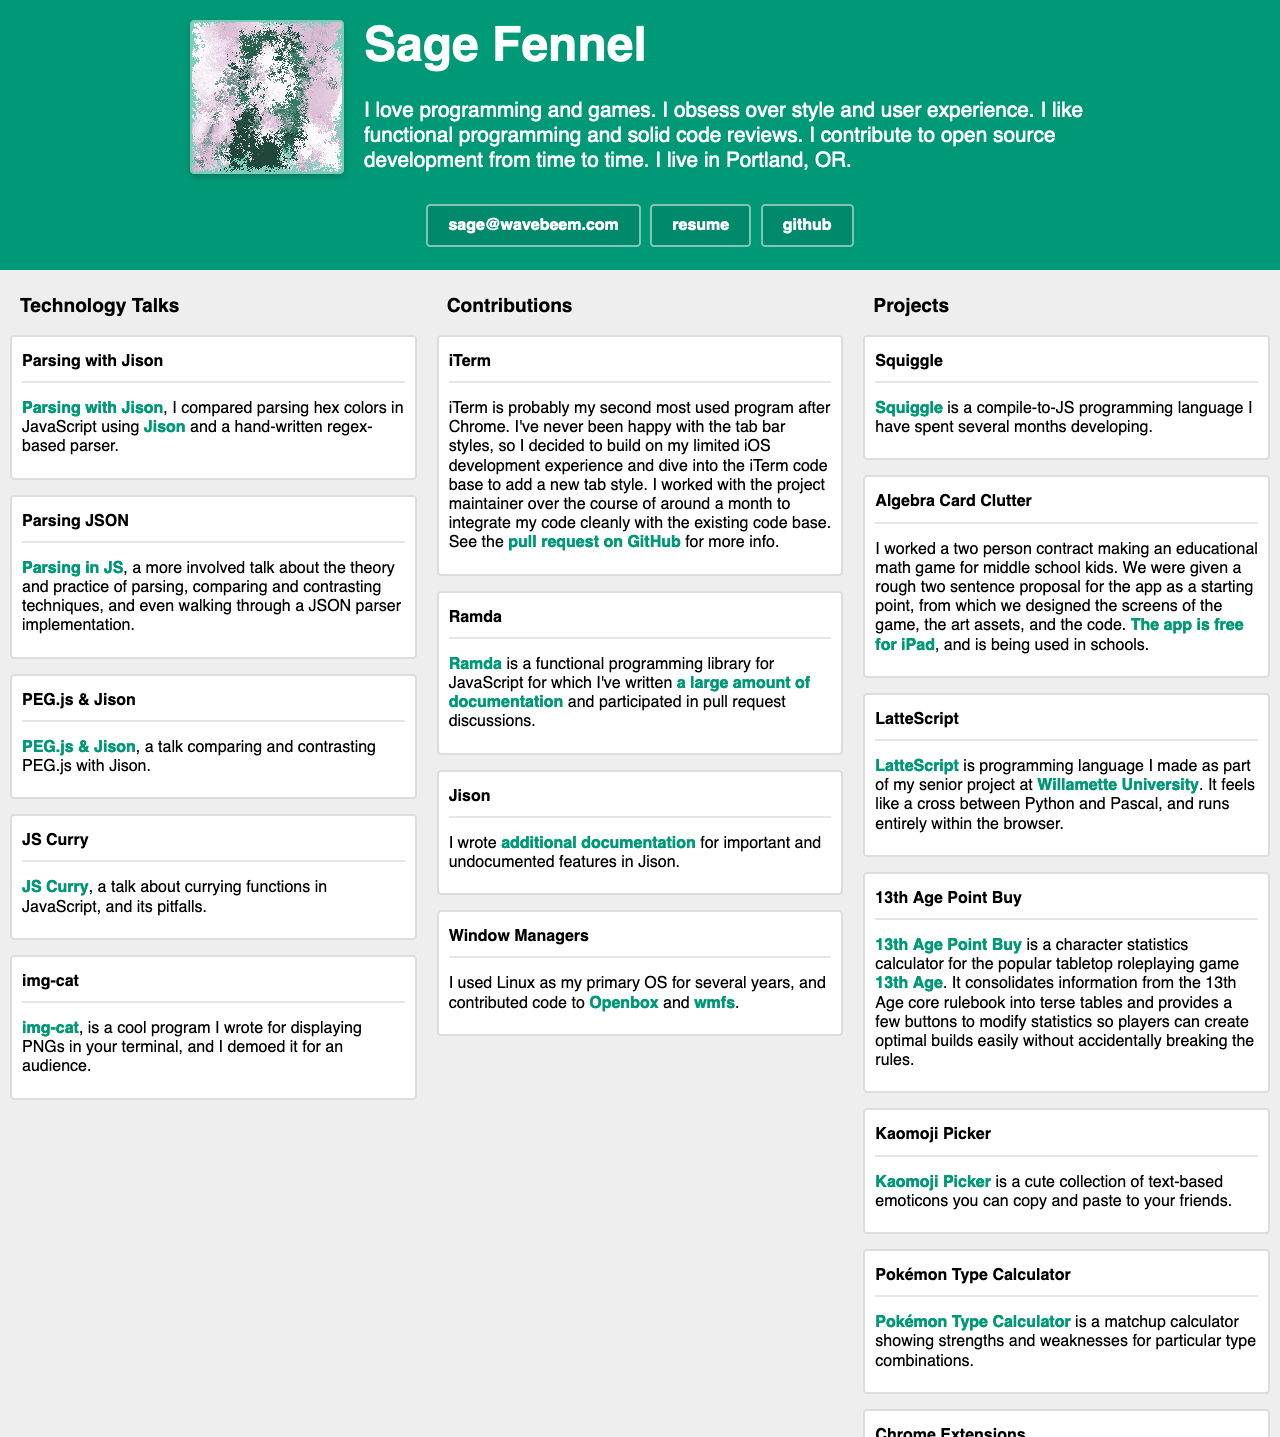 Sage Fennel
I love programming and games. I obsess over style and user experience. I like
functional programming and solid code reviews. I contribute to open source
development from time to time. I live in Portland, OR.
sage@wavebeem.com
resume
github
Technology Talks
Parsing with Jison
Parsing with Jison, I compared parsing hex colors in
JavaScript using Jison and a hand-written regex-
based parser.
Parsing JSON
Parsing in JS, a more involved talk about the theory
and practice of parsing, comparing and contrasting
techniques, and even walking through a JSON parser
implementation.
PEG.js & Jison
PEG.js & Jison, a talk comparing and contrasting
PEG.js with Jison.
JS Curry
JS Curry, a talk about currying functions in
JavaScript, and its pitfalls.
img-cat
img-cat, is a cool program I wrote for displaying
PNGs in your terminal, and I demoed it for an
audience.
Contributions
iTerm
iTerm is probably my second most used program after
Chrome. I've never been happy with the tab bar
styles, so I decided to build on my limited iOS
development experience and dive into the iTerm code
base to add a new tab style. I worked with the project
maintainer over the course of around a month to
integrate my code cleanly with the existing code base.
See the pull request on GitHub for more info.
Ramda
Ramda is a functional programming library for
JavaScript for which I've written a large amount of
documentation and participated in pull request
discussions.
Jison
I wrote additional documentation for important and
undocumented features in Jison.
Window Managers
I used Linux as my primary OS for several years, and
contributed code to Openbox and wmfs.
Projects
Squiggle
Squiggle is a compile-to-JS programming language I
have spent several months developing.
Algebra Card Clutter
I worked a two person contract making an educational
math game for middle school kids. We were given a
rough two sentence proposal for the app as a starting
point, from which we designed the screens of the
game, the art assets, and the code. The app is free
for iPad, and is being used in schools.
LatteScript
LatteScript is programming language I made as part
of my senior project at Willamette University. It feels
like a cross between Python and Pascal, and runs
entirely within the browser.
13th Age Point Buy
13th Age Point Buy is a character statistics
calculator for the popular tabletop roleplaying game
13th Age. It consolidates information from the 13th
Age core rulebook into terse tables and provides a
few buttons to modify statistics so players can create
optimal builds easily without accidentally breaking the
rules.
Kaomoji Picker
Kaomoji Picker is a cute collection of text-based
emoticons you can copy and paste to your friends.
Pokémon Type Calculator
Pokémon Type Calculator is a matchup calculator
showing strengths and weaknesses for particular type
combinations.
Chrome Extensions